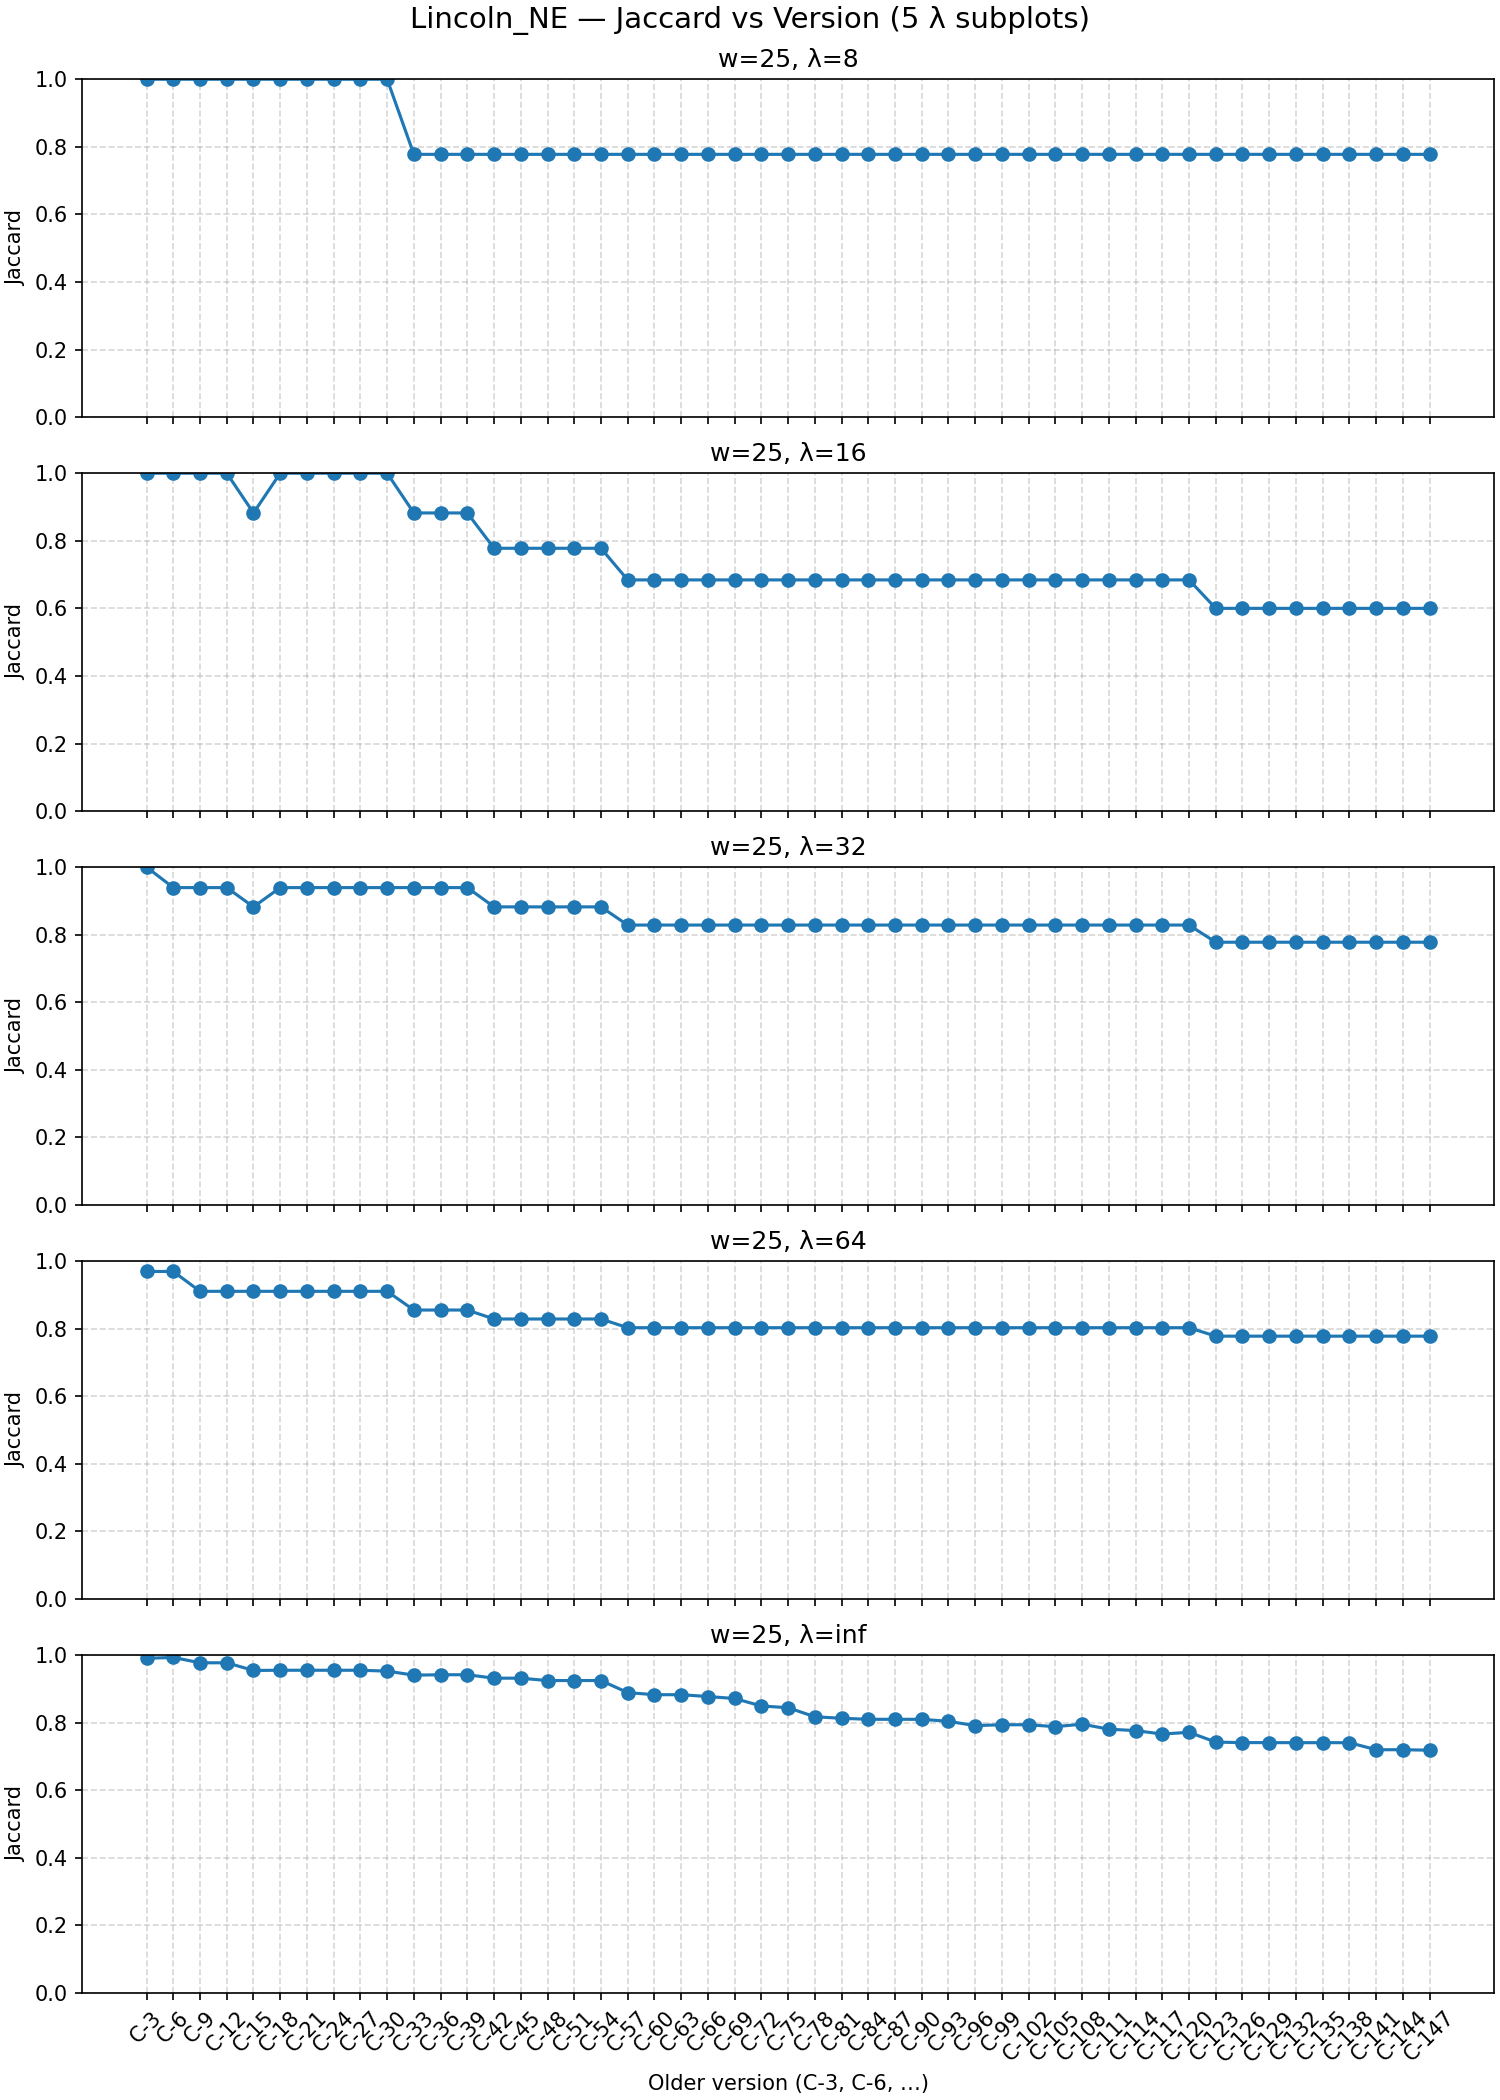 Lincoln_NE — Jaccard vs Version (5 λ subplots)
w=25, λ=8
1.0
0.8
0.6
0.4
0.2
0.0
Jaccard
w=25, λ=16
1.0
0.8
0.6
0.4
0.2
0.0
Jaccard
w=25, λ=32
1.0
0.8
0.6
0.4
0.2
0.0
Jaccard
w=25, λ=64
1.0
0.8
0.6
0.4
0.2
0.0
Jaccard
w=25, λ=inf
1.0
0.8
0.6
0.4
0.2
0.0
Jaccard
C-3 C-6 C-9 C-12 C-15 C-18 C-21 C-24 C-27 C-30 C-33 C-36 C-39 C-42 C-45 C-48 C-51 C-54 C-57 C-60 C-63 C-66 C-69 C-72 C-75 C-78 C-81 C-84 C-87 C-90 C-93 C-96 C-99 C-102 C-105 C-108 C-111 C-114 C-117 C-120 C-123 C-126 C-129 C-132 C-135 C-138 C-141 C-144 C-147
Older version (C-3, C-6, ...)